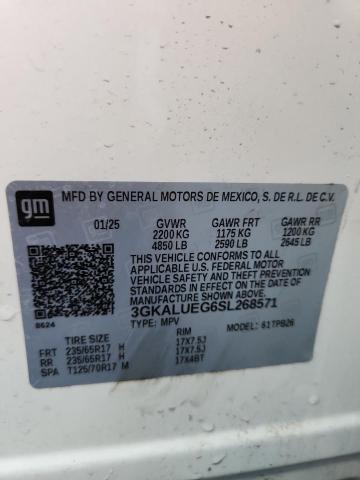 gm
MFD BY GENERAL MOTORS DE MEXICO, S. DE R.L. DE C.V.
01/25 GVWR GAWR FRT GAWR RR
2200 KG 1175 KG 1200 KG
4850 LB 2590 LB 2645 LB
THIS VEHICLE CONFORMS TO ALL
APPLICABLE U.S. FEDERAL MOTOR
VEHICLE SAFETY AND THEFT
PREVENTION STANDARDS IN EFFECT
ON THE DATE OF MANUFACTURE
SHOWN ABOVE.
3GKALUEG6SL268571
8624 TYPE: MPV MODEL: 61TPB26
TIRE SIZE RIM
FRT 235/65R17 H 17X7.5J
RR 235/65R17 H 17X7.5J
SPA T125/70R17 M 17X4BT